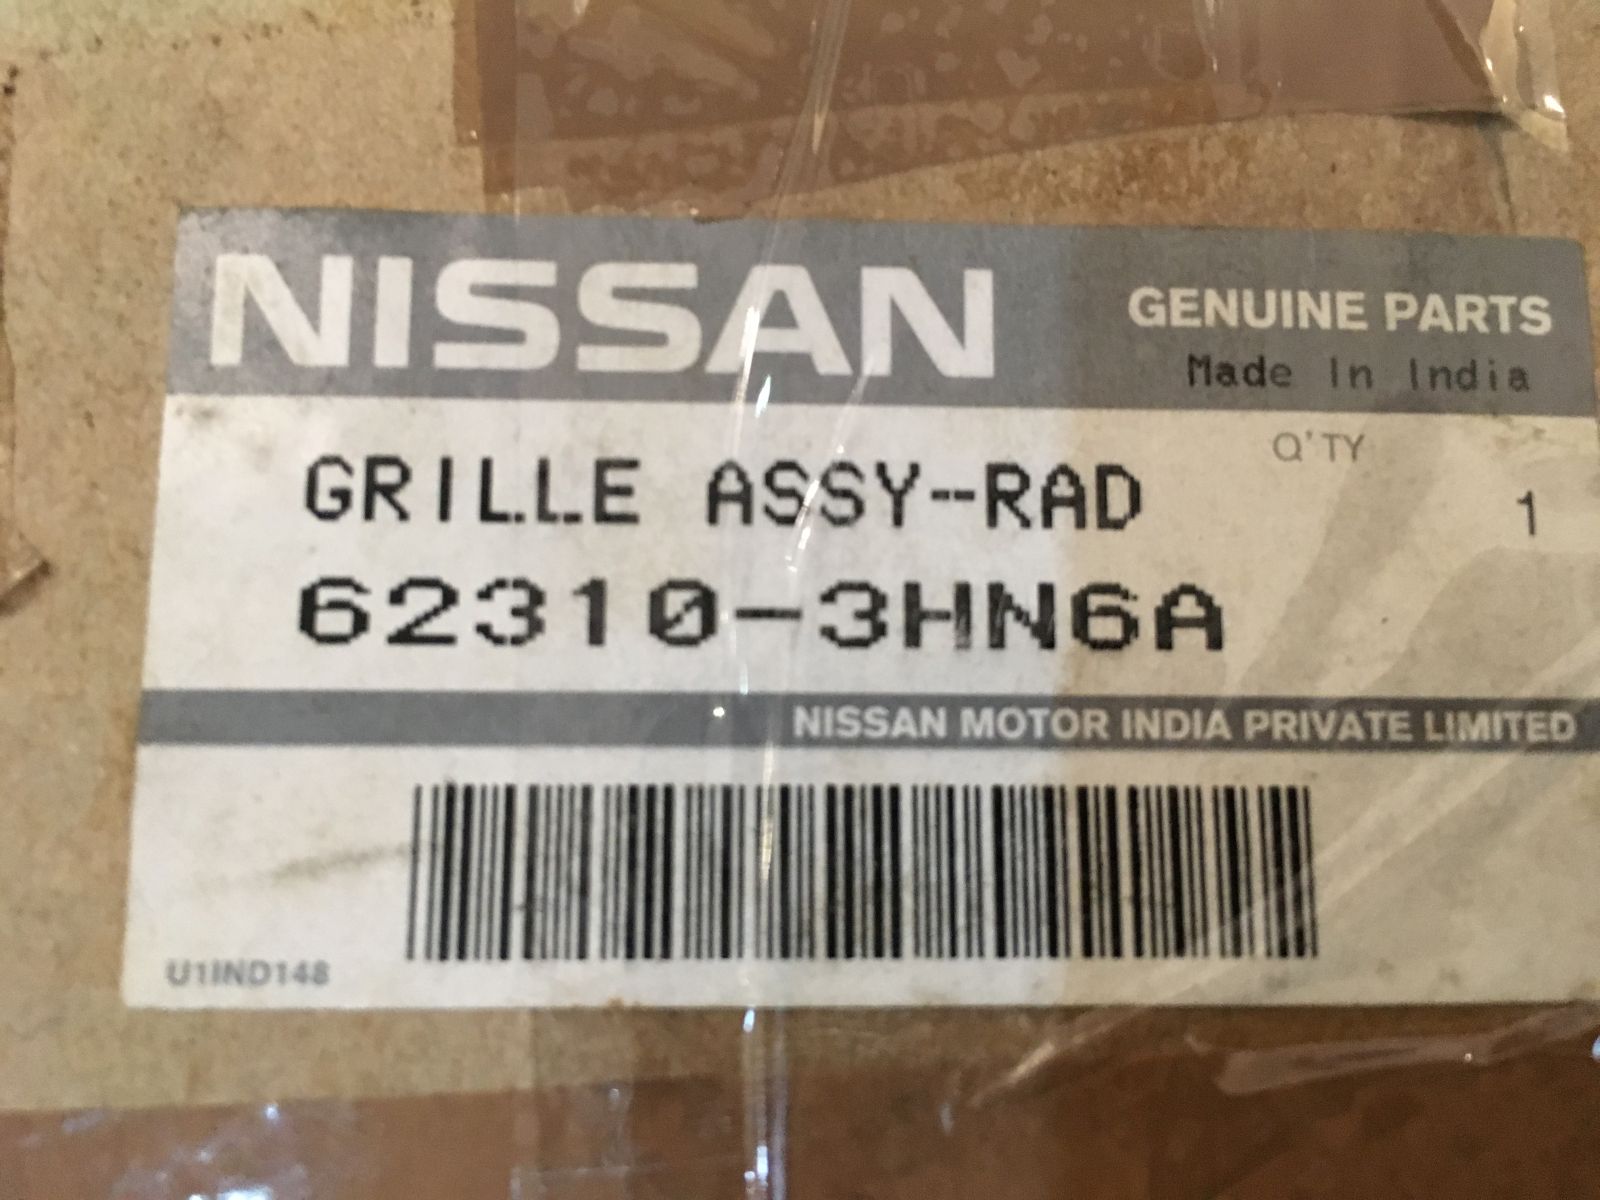 NISSAN
GENUINE PARTS
Made In India
Q'TY
GRILLE ASSY-RAD
1
62310-3HN6A
NISSAN MOTOR INDIA PRIVATE LIMITED
U1IND148